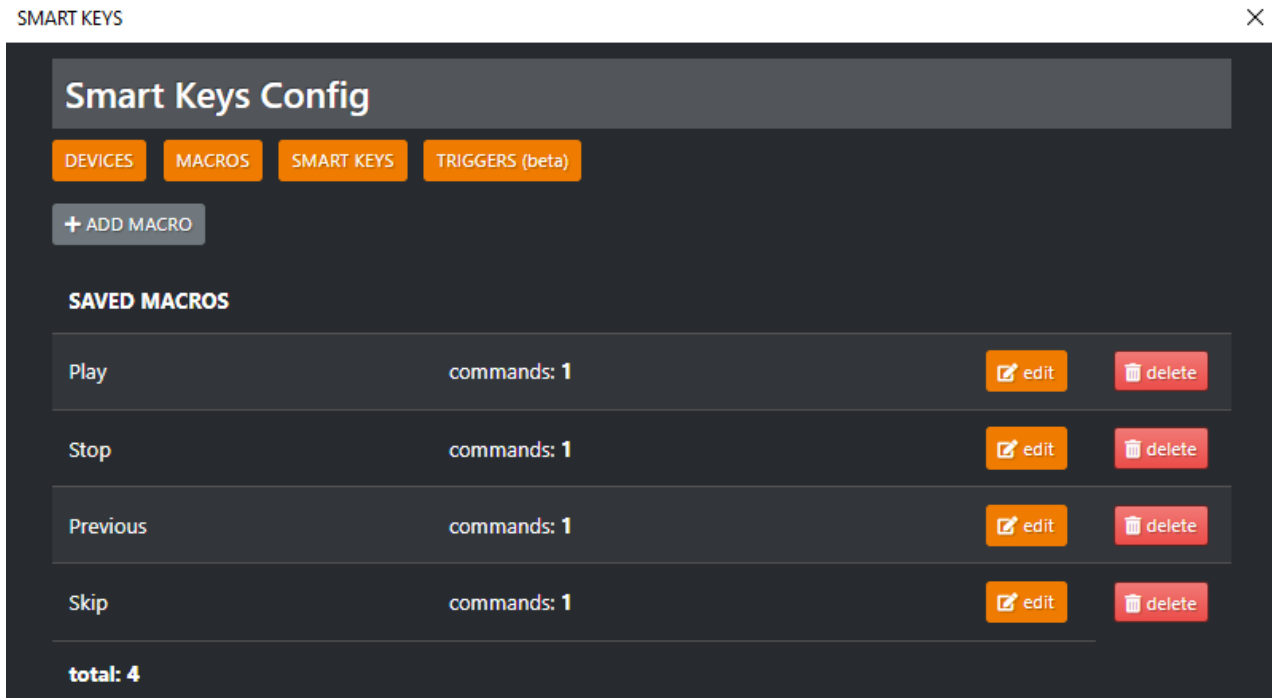 SMART KEYS
Smart Keys Config
DEVICES MACROS SMART KEYS TRIGGERS (beta)
+ ADD MACRO
SAVED MACROS
Play commands: 1 edit delete
Stop commands: 1 edit delete
Previous commands: 1 edit delete
Skip commands: 1 edit delete
total: 4